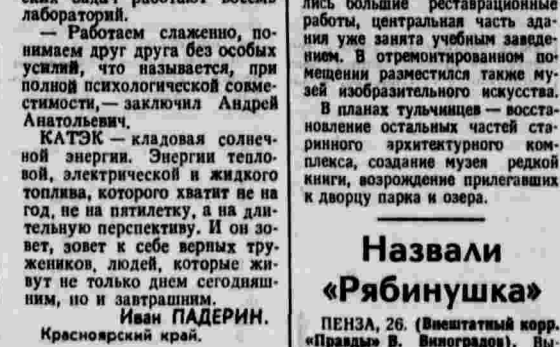 лабораторий.
— Работаем слаженно, по-
нимаем друг друга без особых
усилий, что называется, при
полной психологической совме-
стимости,— заключил Андрей
Анатольевич.
КАТЭК — кладовая солнеч-
ной энергии. Энергии тепло-
вой, электрической и жидкого
топлива, которого хватит не на
год, не на пятилетку, а на дли-
тельную перспективу. И он зо-
вет, зовет к себе верных тру-
жеников, людей, которые жи-
вут не только днем сегодняш-
ним, но и завтрашним.
Иван ПАДЕРИН.
Красноярский край.
лись большие реставрационные
работы, центральная часть зда-
ния уже занята учебным заведе-
нием. В отремонтированном по-
мещении разместился также му-
зей изобразительного искусства.
В планах тульчинцев — восста-
новление остальных частей ста-
ринного архитектурного ком-
плекса, создание музея редкой
книги, возрождение прилегавших
к дворцу парка и озера.
Назвали
«Рябинушка»
ПЕНЗА, 26. (Внештатный корр.
«Правды» В. Виноградов). Вы-